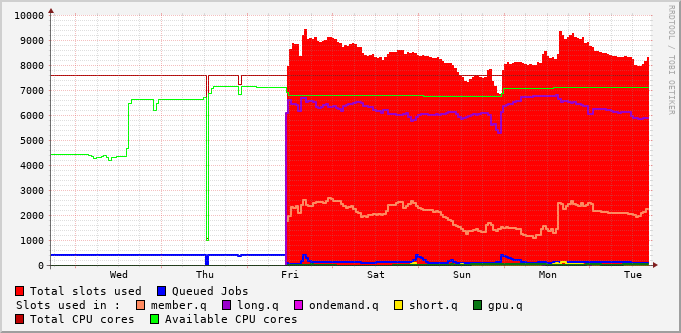 10000
9000
8000
7000
6000
5000
4000
3000
2000
1000
0
Wed Thu Fri Sat Sun Mon Tue
RRDTOOL / TOBI OETIKER
Total slots used Queued Jobs
Slots used in : member.q long.q ondemand.q short.q gpu.q
Total CPU cores Available CPU cores